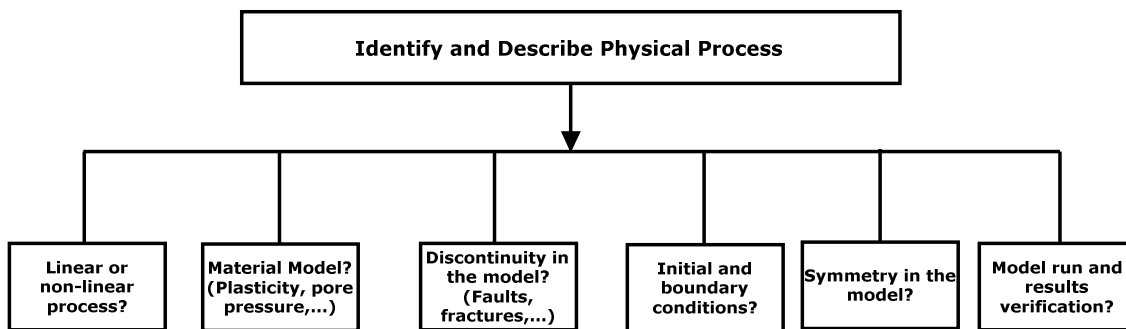 Identify and Describe Physical Process
Linear or
non-linear
process?
Material Model?
(Plasticity, pore
pressure,...)
Discontinuity in
the model?
(Faults,
fractures,...)
Initial and
boundary
conditions?
Symmetry in the
model?
Model run and
results
verification?